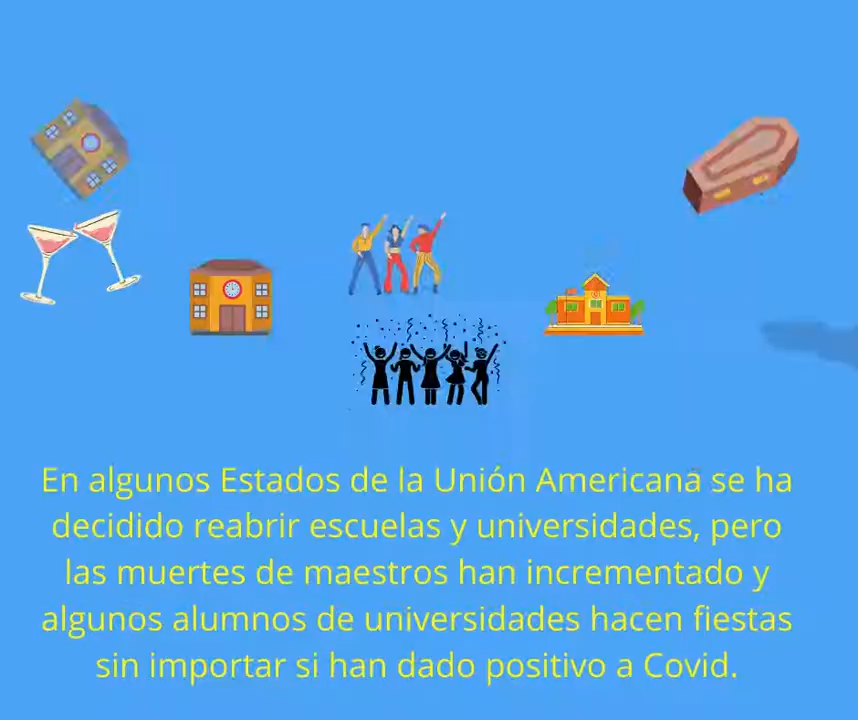 En algunos Estados de la Unión Americana se ha
decidido reabrir escuelas y universidades, pero
las muertes de maestros han incrementado y
algunos alumnos de universidades hacen fiestas
sin importar si han dado positivo a Covid.